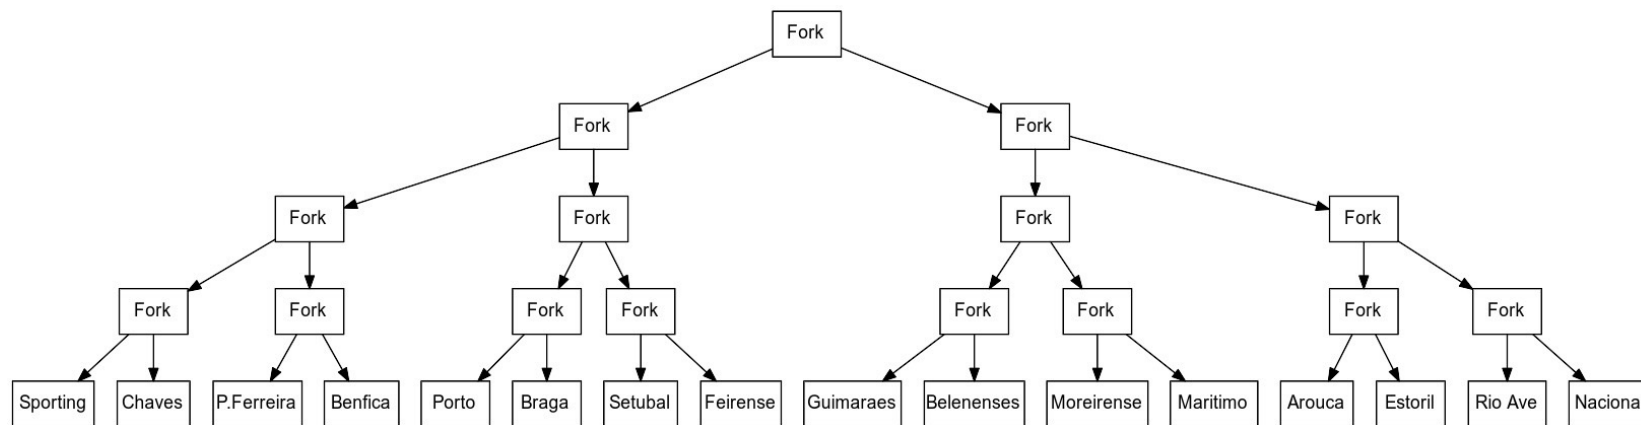 Fork
Fork Fork
Fork Fork Fork Fork
Fork Fork Fork Fork Fork Fork Fork Fork
Sporting Chaves P.Ferreira Benfica Porto Braga Setubal Feirense Guimaraes Belenenses Moreirense Maritimo Arouca Estoril Rio Ave Naciona